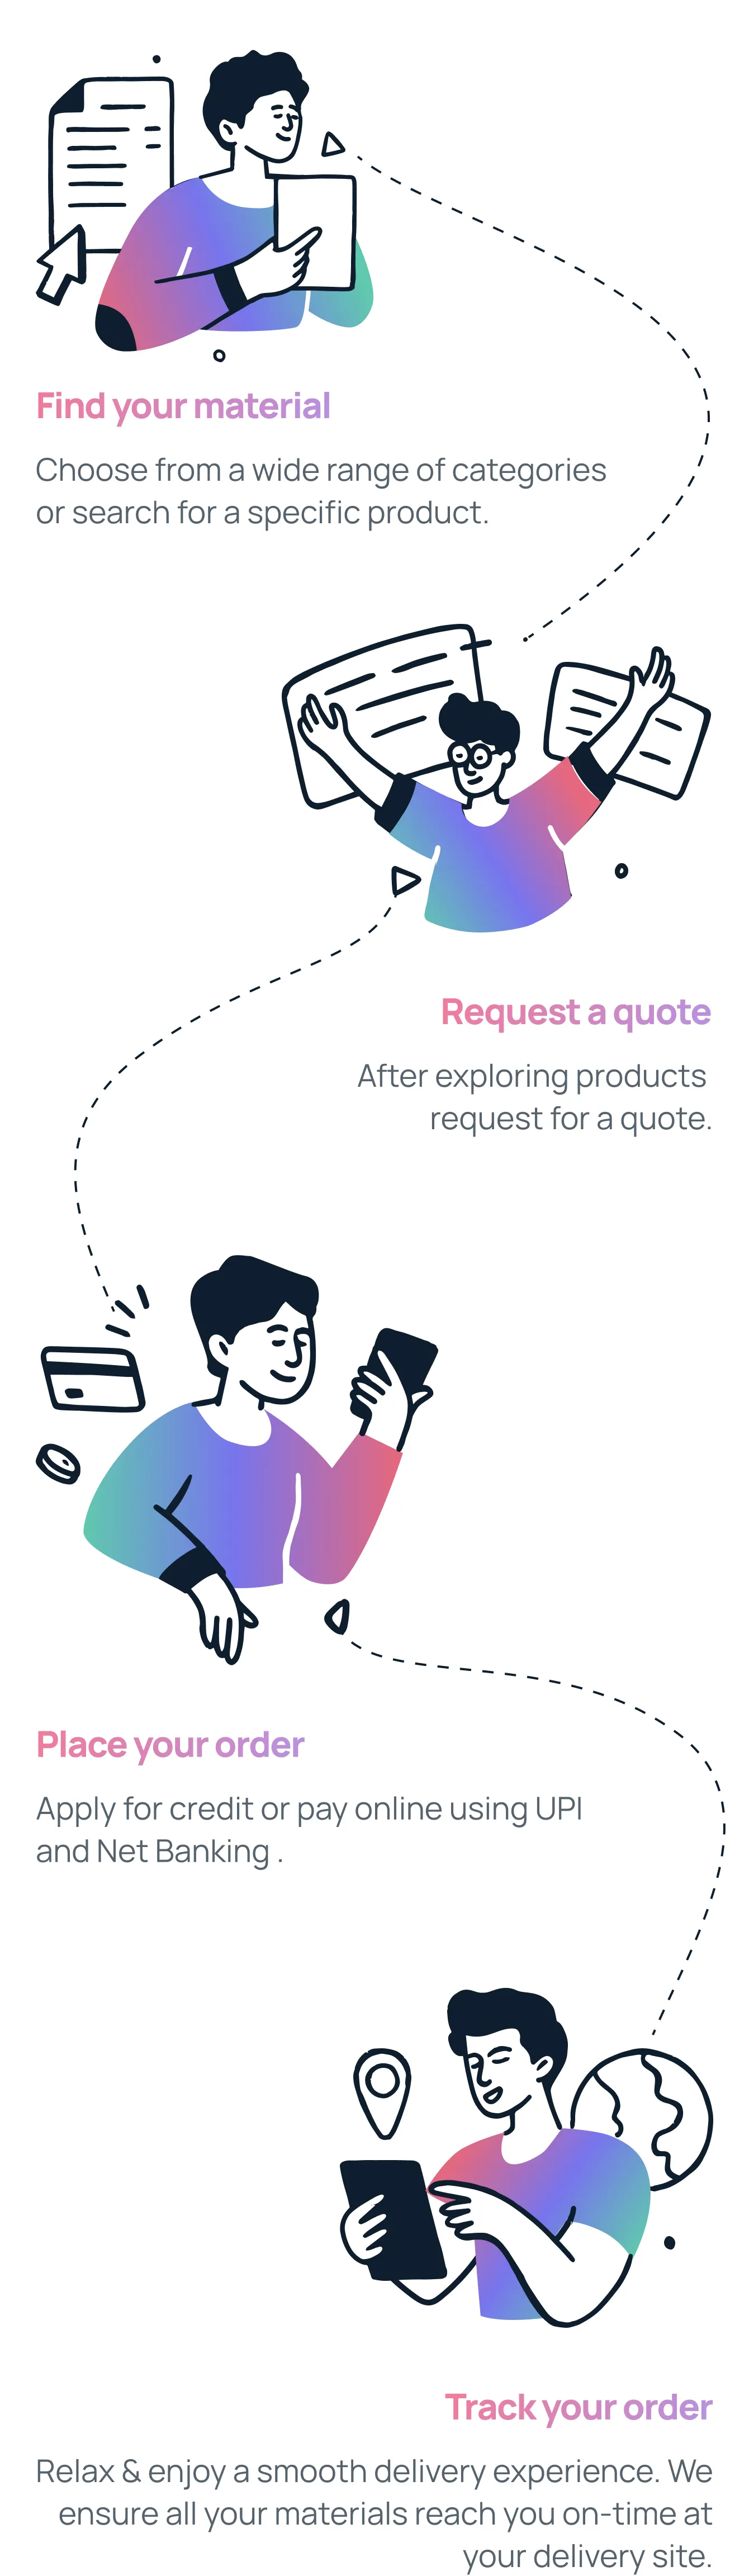 Find your material
Choose from a wide range of categories
or search for a specific product.
Request a quote
After exploring products
request for a quote.
Place your order
Apply for credit or pay online using UPI
and Net Banking .
Track your order
Relax & enjoy a smooth delivery experience. We
ensure all your materials reach you on-time at
your delivery site.